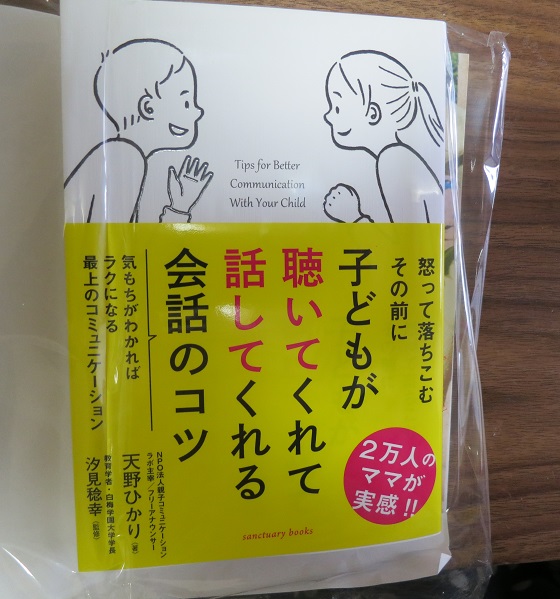 Tips for Better
Communication
With Your Child
怒って落ちこむ
その前に
子どもが
聴いてくれて
話してくれる
会話のコツ
気もちがわかれば
ラクになる
最上のコミュニケーション
2万人の
ママが
実感!!
NPO法人親子コミュニケーション
ラボ主宰/フリーアナウンサー
天野ひかり(著)
教育学者・白梅学園大学学長
汐見稔幸(監修)
sanctuary books